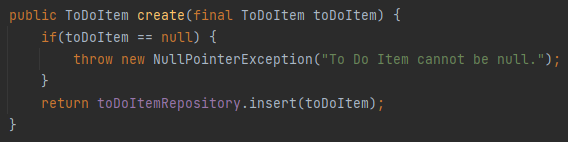 public ToDoItem create(final ToDoItem toDoItem) {
    if(toDoItem == null) {
        throw new NullPointerException("To Do Item cannot be null.");
    }
    return toDoItemRepository.insert(toDoItem);
}